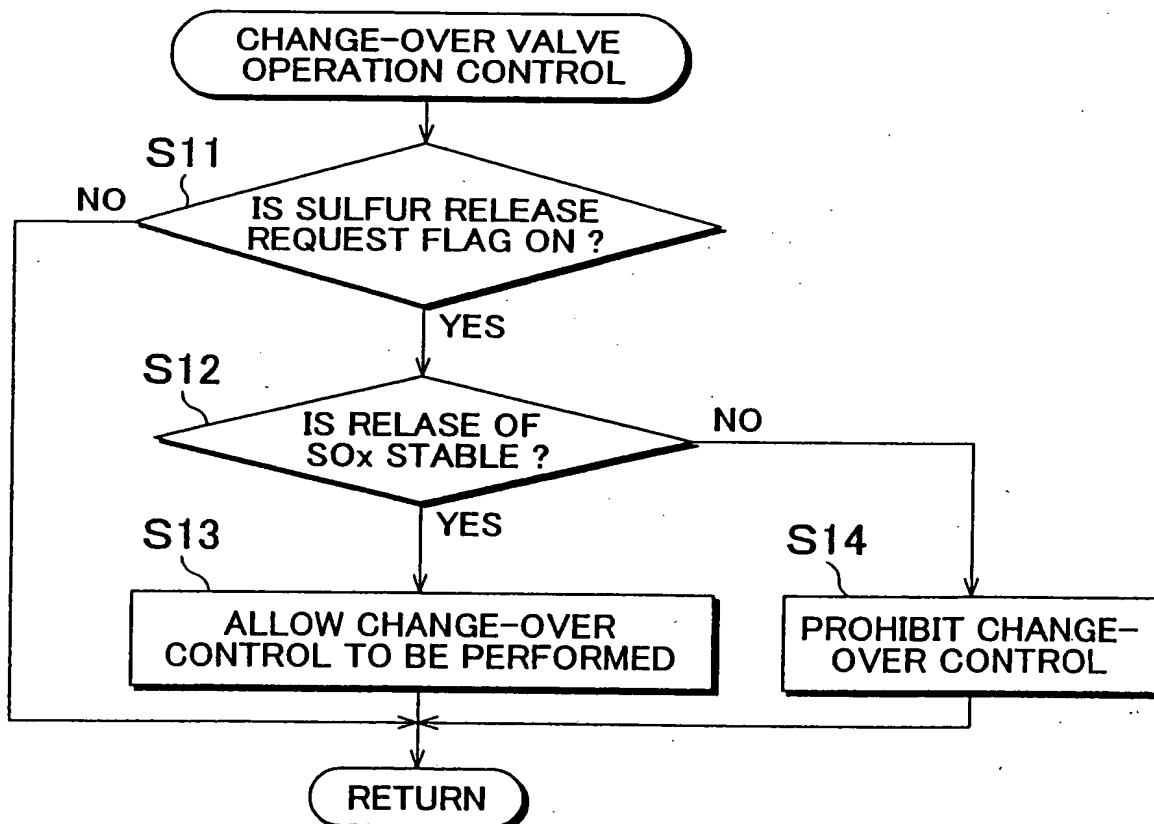 CHANGE-OVER VALVE
OPERATION CONTROL
S11
NO
IS SULFUR RELEASE
REQUEST FLAG ON ?
YES
S12
NO
IS RELASE OF
SOx STABLE ?
YES
S13
S14
ALLOW CHANGE-OVER
CONTROL TO BE PERFORMED
PROHIBIT CHANGE-
OVER CONTROL
RETURN